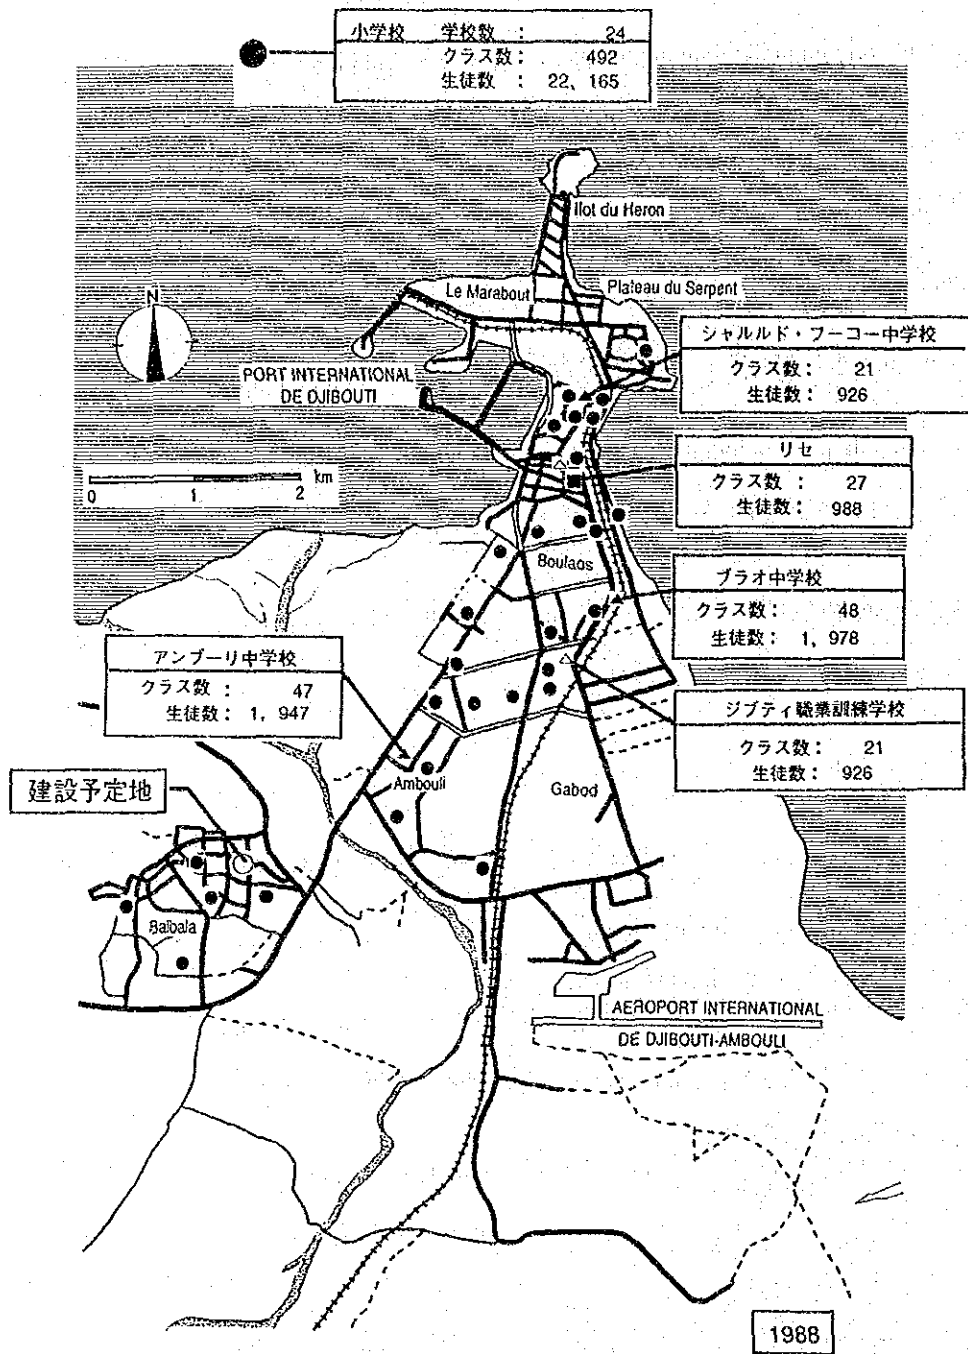 小学校 学校数 : 24
クラス数 : 492
生徒数 : 22, 165
Ilot du Heron
Le Marabout
Plateau du Serpent
N
シャルルド・フーコー中学校
クラス数 : 21
生徒数 : 926
PORT INTERNATIONAL
DE DJIBOUTI
リセ
クラス数 : 27
生徒数 : 988
km
0 1 2
Boulaos
ブラオ中学校
クラス数 : 48
生徒数 : 1, 978
アンブーリ中学校
クラス数 : 47
生徒数 : 1, 947
ジブティ職業訓練学校
クラス数 : 21
生徒数 : 926
建設予定地
Ambouli
Gabod
Balbala
AEROPORT INTERNATIONAL
DE DJIBOUTI-AMBOULI
1988